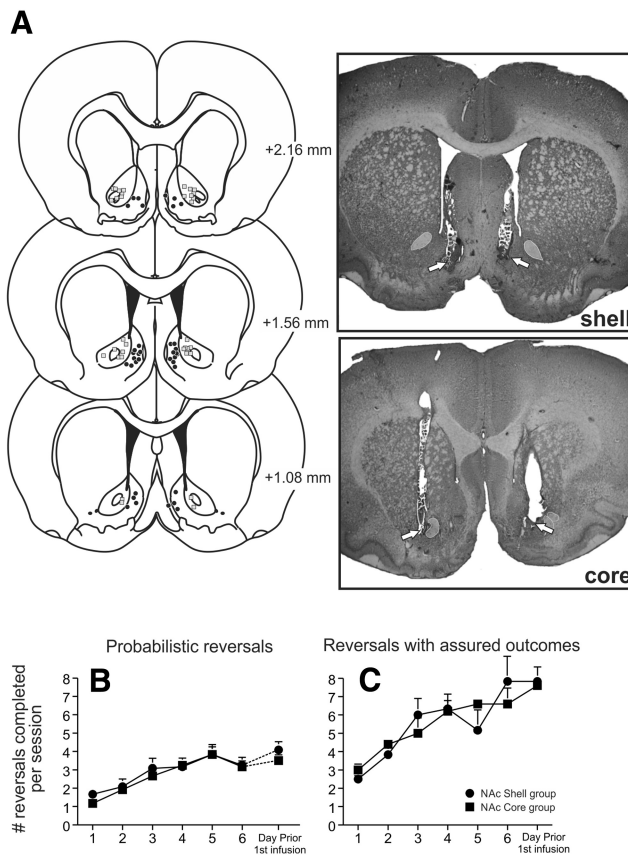 A
+2.16 mm
+1.56 mm
+1.08 mm
shell
core
Probabilistic reversals
Reversals with assured outcomes
B
C
# reversals completed
per session
8
7
6
5
4
3
2
1
0
1 2 3 4 5 6 Day Prior
1st infusion
8
7
6
5
4
3
2
1
0
1 2 3 4 5 6 Day Prior
1st infusion
NAc Shell group
NAc Core group